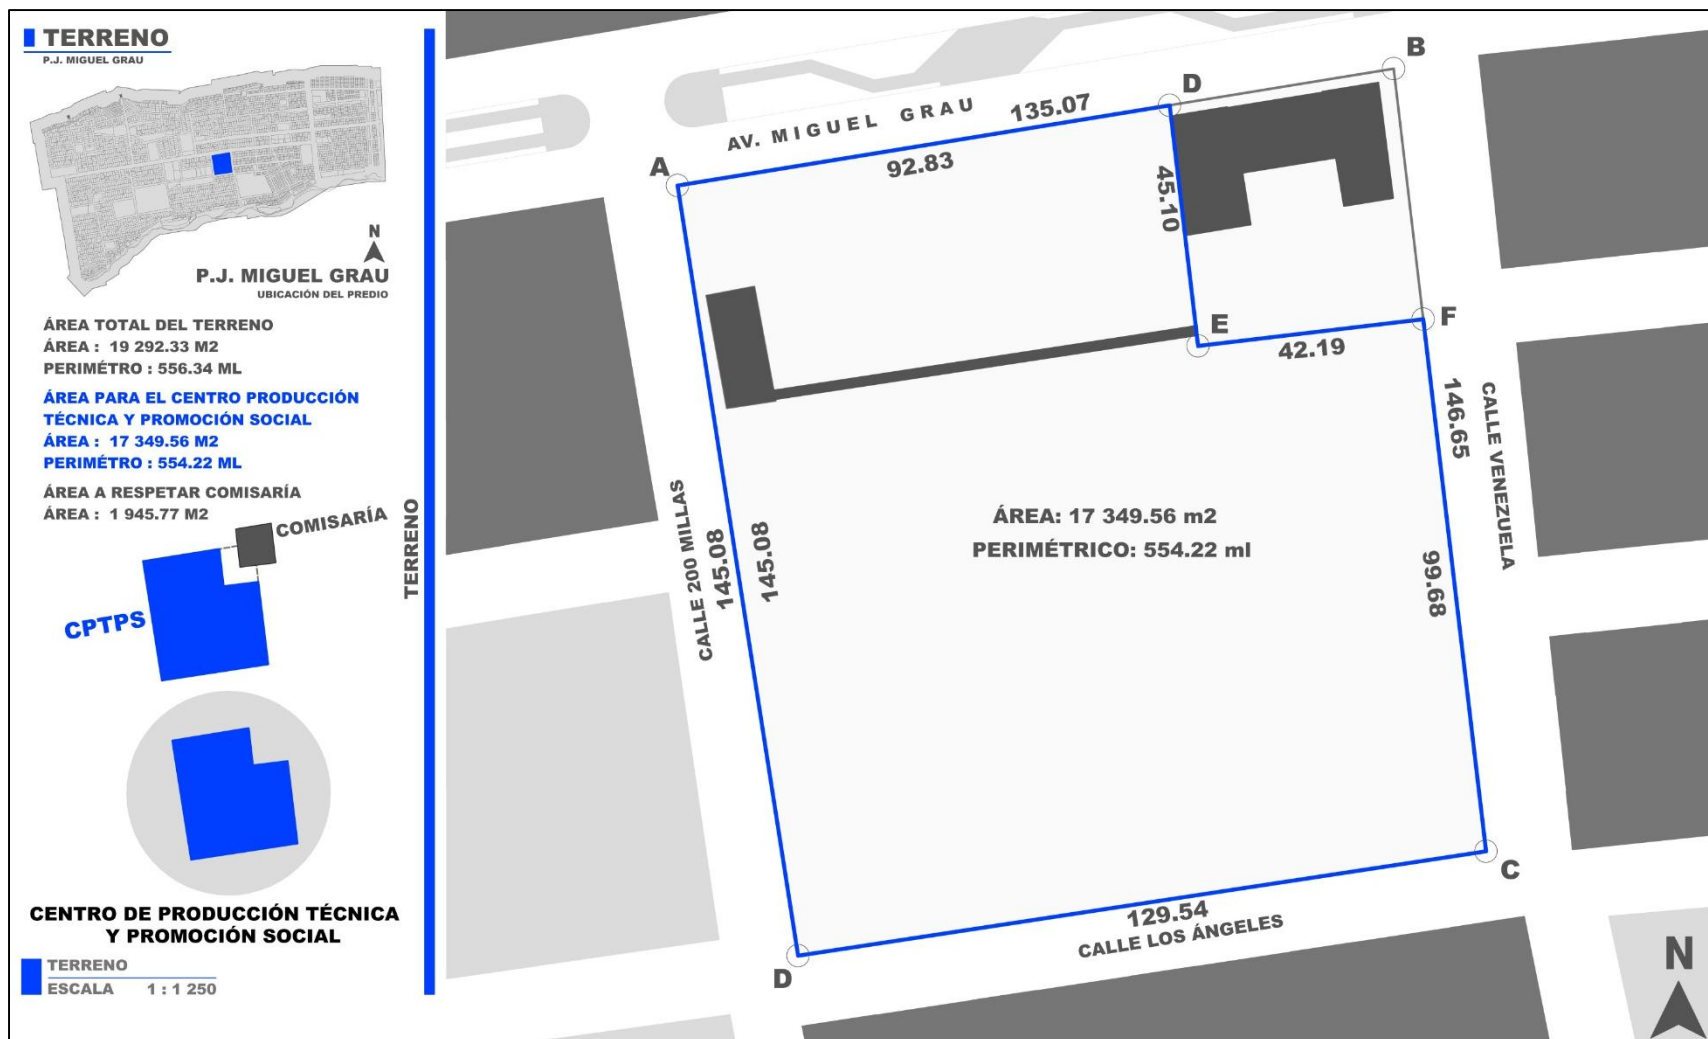 TERRENO
P.J. MIGUEL GRAU
N
P.J. MIGUEL GRAU
UBICACIÓN DEL PREDIO
ÁREA TOTAL DEL TERRENO
ÁREA : 19 292.33 M2
PERIMÉTRO : 556.34 ML
ÁREA PARA EL CENTRO PRODUCCIÓN
TÉCNICA Y PROMOCIÓN SOCIAL
ÁREA : 17 349.56 M2
PERIMÉTRO : 554.22 ML
ÁREA A RESPETAR COMISARÍA
ÁREA : 1 945.77 M2
COMISARÍA
CPTPS
CENTRO DE PRODUCCIÓN TÉCNICA
Y PROMOCIÓN SOCIAL
TERRENO
ESCALA 1 : 1 250
TERRENO
A
AV. MIGUEL GRAU
135.07
92.83
D
B
45.10
E
42.19
F
146.65
CALLE VENEZUELA
99.68
CALLE 200 MILLAS
145.08
145.08
ÁREA: 17 349.56 m2
PERIMÉTRICO: 554.22 ml
C
129.54
CALLE LOS ÁNGELES
D
N